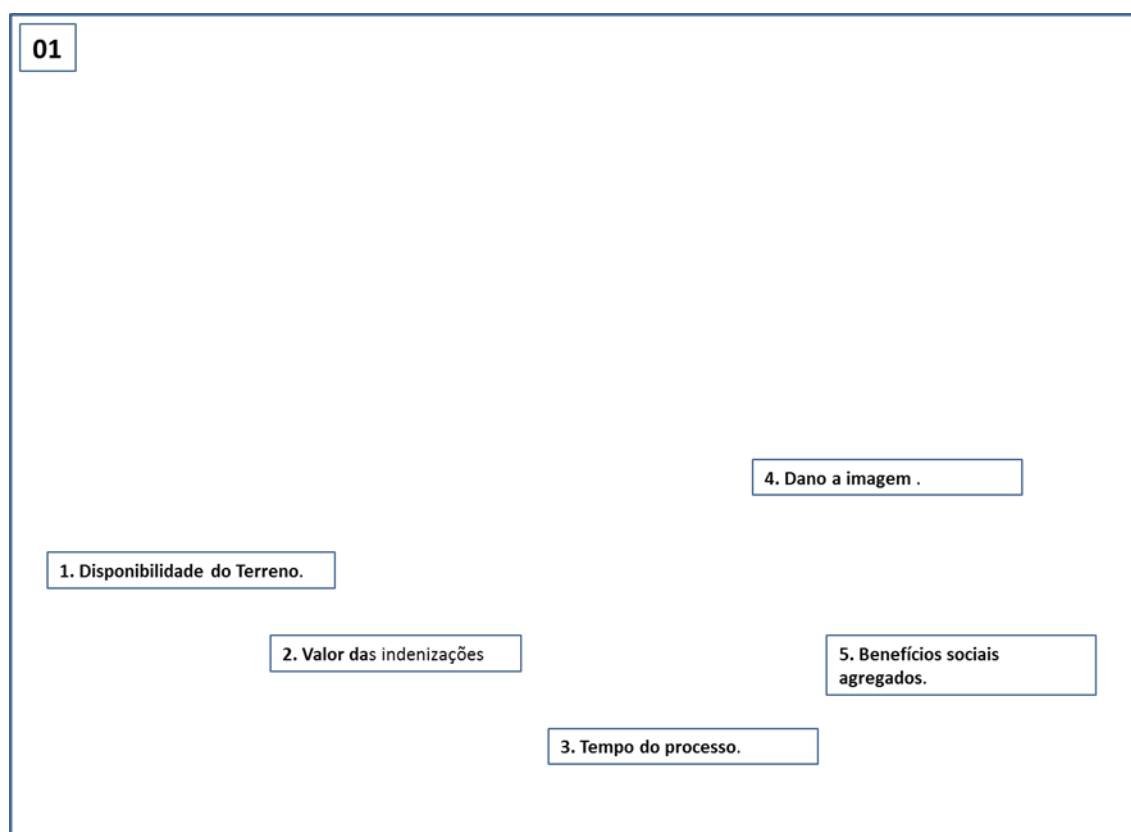 01
4. Dano a imagem .
1. Disponibilidade do Terreno.
2. Valor das indenizações
5. Benefícios sociais
agregados.
3. Tempo do processo.